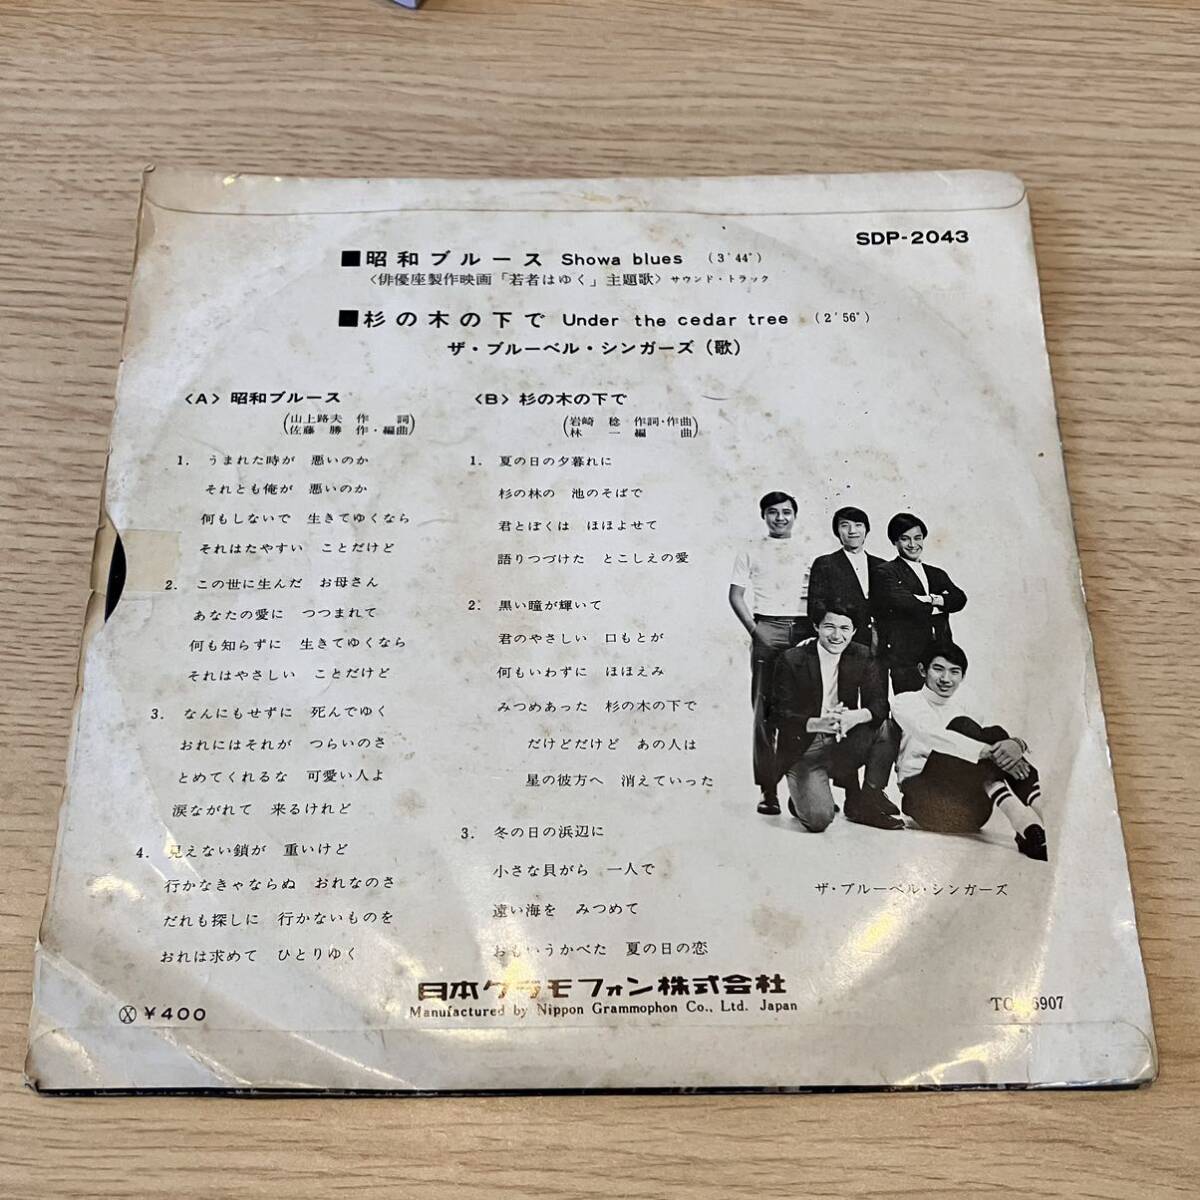 SDP-2043
■昭和ブルース Showa blues (3'44")
〈俳優座製作映画「若者はゆく」主題歌〉サウンド・トラック
■杉の木の下で Under the cedar tree (2'56")
ザ・ブルーベル・シンガーズ(歌)
〈A〉昭和ブルース
(山上路夫 作 詞
佐藤 勝 作・編曲)
1. うまれた時が 悪いのか
それとも俺が 悪いのか
何もしないで 生きてゆくなら
それはたやすい ことだけど
2. この世に生んだ お母さん
あなたの愛に つつまれて
何も知らずに 生きてゆくなら
それはやさしい ことだけど
3. なんにもせずに 死んでゆく
おれにはそれが つらいのさ
とめてくれるな 可愛い人よ
涙ながれて 来るけれど
4. 見えない鎖が 重いけど
行かなきゃならぬ おれなのさ
だれも探しに 行かないものを
おれは求めて ひとりゆく
〈B〉杉の木の下で
(岩崎 稔 作詞・作曲
林 一 編 曲)
1. 夏の日の夕暮れに
杉の林の 池のそばで
君とぼくは ほほよせて
語りつづけた とこしえの愛
2. 黒い瞳が輝いて
君のやさしい 口もとが
何もいわずに ほほえみ
みつめあった 杉の木の下で
だけどだけど あの人は
星の彼方へ 消えていった
3. 冬の日の浜辺に
小さな貝がら 一人で
遠い海を みつめて
おもいうかべた 夏の日の恋
ザ・ブルーベル・シンガーズ
日本グラモフォン株式会社
Manufactured by Nippon Grammophon Co., Ltd. Japan
Ⓧ ¥400